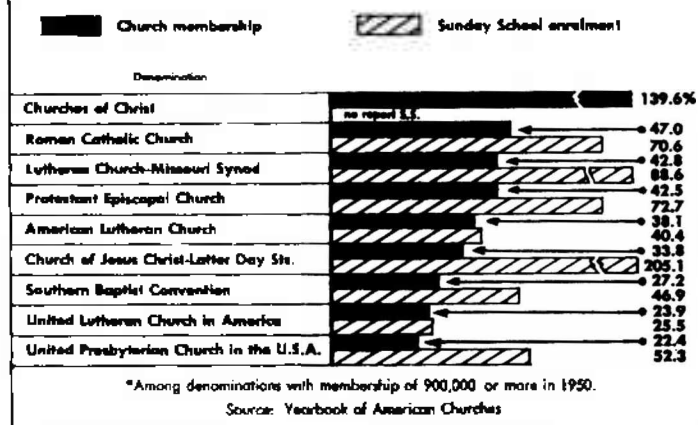 Church membership Sunday School enrolment
Denomination
Churches of Christ 139.6%
no report S.S.
Roman Catholic Church 47.0
70.6
Lutheran Church-Missouri Synod 42.8
88.6
Protestant Episcopal Church 42.5
72.7
American Lutheran Church 38.1
40.4
Church of Jesus Christ-Latter Day Sts. 33.8
205.1
Southern Baptist Convention 27.2
46.9
United Lutheran Church in America 23.9
25.5
United Presbyterian Church in the U.S.A. 22.4
52.3
*Among denominations with membership of 900,000 or more in 1950.
Source: Yearbook of American Churches